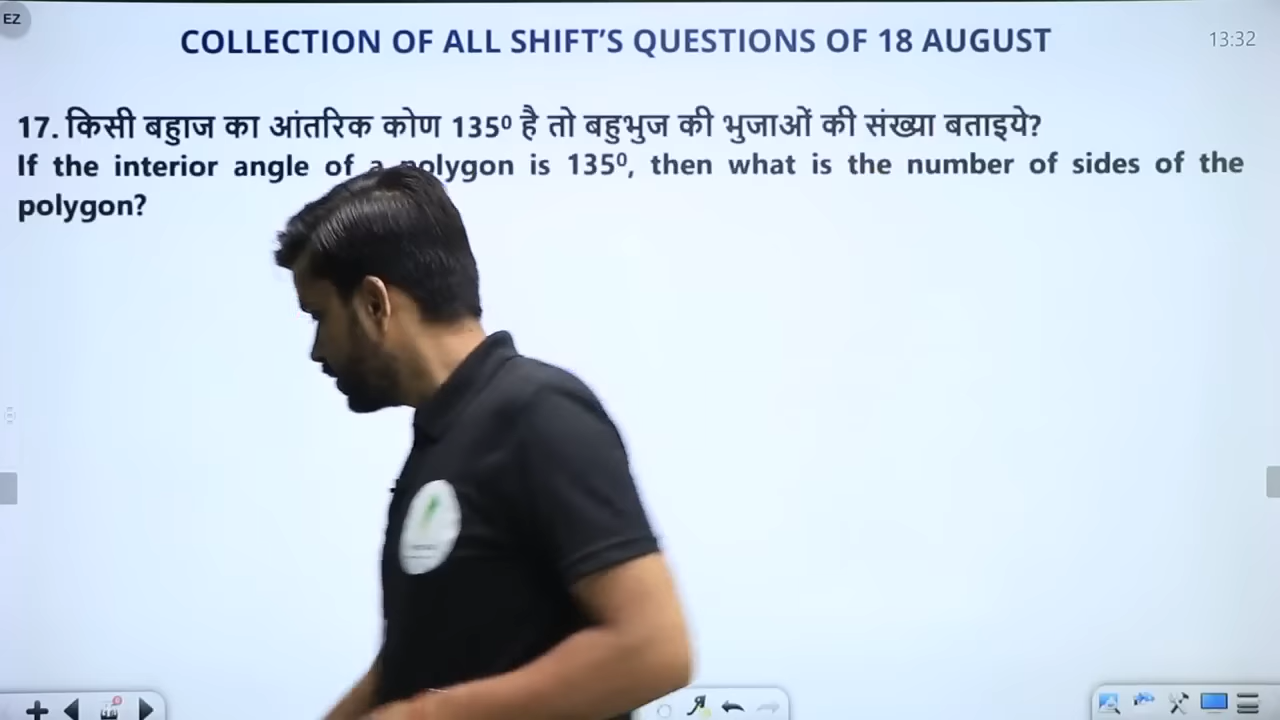 EZ
COLLECTION OF ALL SHIFT'S QUESTIONS OF 18 AUGUST
13:32
17. किसी बहुाज का आंतरिक कोण 135⁰ है तो बहुभुज की भुजाओं की संख्या बताइये?
If the interior angle of a polygon is 135⁰, then what is the number of sides of the
polygon?